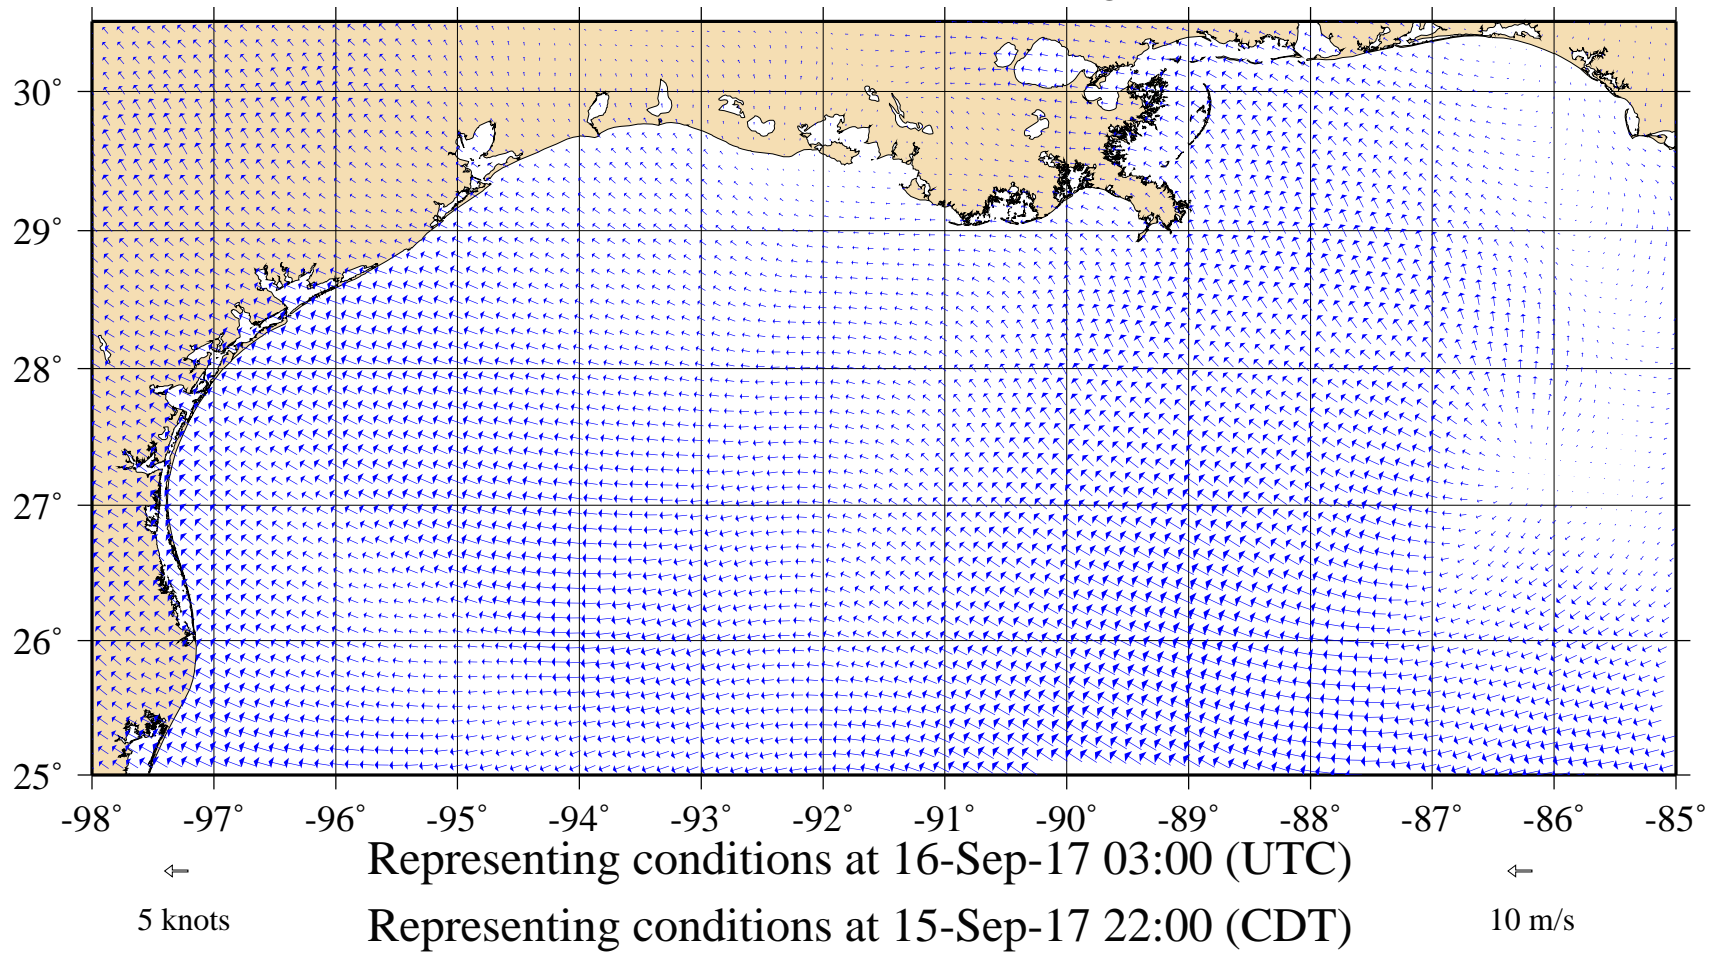 30°
29°
28°
27°
26°
25°
-98° -97° -96° -95° -94° -93° -92° -91° -90° -89° -88° -87° -86° -85°
Representing conditions at 16-Sep-17 03:00 (UTC)
5 knots
10 m/s
Representing conditions at 15-Sep-17 22:00 (CDT)